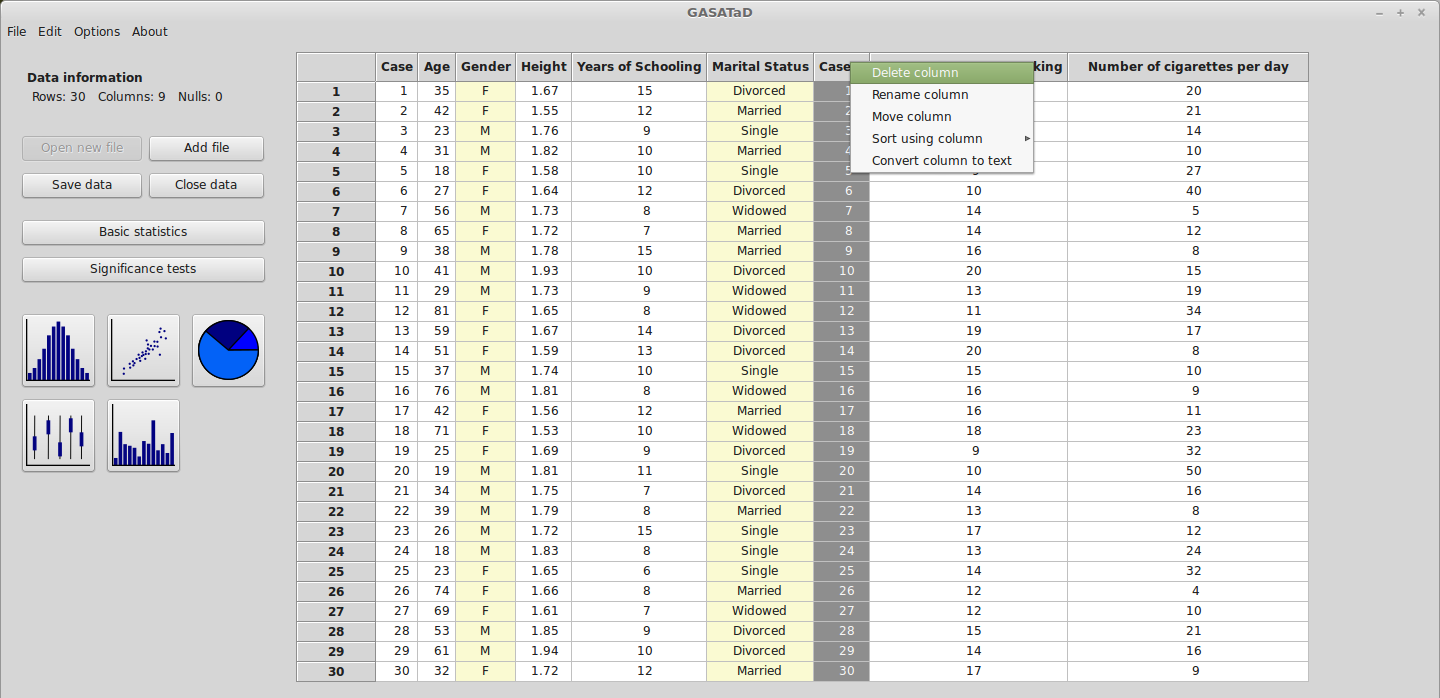 GASATaD
File Edit Options About
Data information
Rows: 30 Columns: 9 Nulls: 0
Open new file Add file
Save data Close data
Basic statistics
Significance tests
Case Age Gender Height Years of Schooling Marital Status Case king Number of cigarettes per day
Delete column
Rename column
Move column
Sort using column
Convert column to text
1 1 35 F 1.67 15 Divorced 1 20
2 2 42 F 1.55 12 Married 2 21
3 3 23 M 1.76 9 Single 3 14
4 4 31 M 1.82 10 Married 4 10
5 5 18 F 1.58 10 Single 5 27
6 6 27 F 1.64 12 Divorced 6 10 40
7 7 56 M 1.73 8 Widowed 7 14 5
8 8 65 F 1.72 7 Married 8 14 12
9 9 38 M 1.78 15 Married 9 16 8
10 10 41 M 1.93 10 Divorced 10 20 15
11 11 29 M 1.73 9 Widowed 11 13 19
12 12 81 F 1.65 8 Widowed 12 11 34
13 13 59 F 1.67 14 Divorced 13 19 17
14 14 51 F 1.59 13 Divorced 14 20 8
15 15 37 M 1.74 10 Single 15 15 10
16 16 76 M 1.81 8 Widowed 16 16 9
17 17 42 F 1.56 12 Married 17 16 11
18 18 71 F 1.53 10 Widowed 18 18 23
19 19 25 F 1.69 9 Divorced 19 9 32
20 20 19 M 1.81 11 Single 20 10 50
21 21 34 M 1.75 7 Divorced 21 14 16
22 22 39 M 1.79 8 Married 22 13 8
23 23 26 M 1.72 15 Single 23 17 12
24 24 18 M 1.83 8 Single 24 13 24
25 25 23 F 1.65 6 Single 25 14 32
26 26 74 F 1.66 8 Married 26 12 4
27 27 69 F 1.61 7 Widowed 27 12 10
28 28 53 M 1.85 9 Divorced 28 15 21
29 29 61 M 1.94 10 Divorced 29 14 16
30 30 32 F 1.72 12 Married 30 17 9